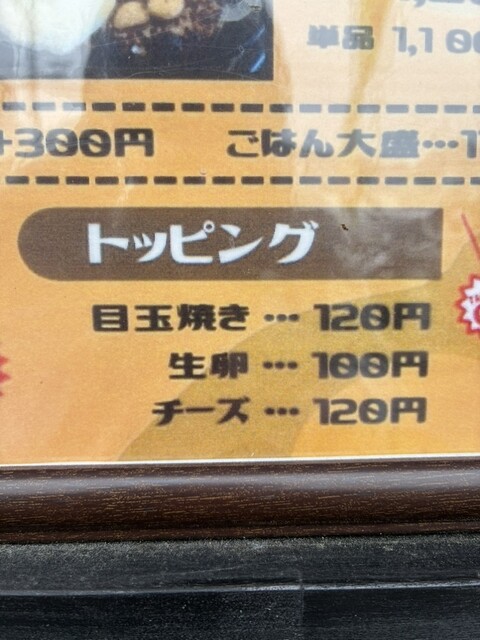 単品 1,100
+300円 ごはん大盛…1
トッピング
目玉焼き … 120円
生卵 … 100円
チーズ … 120円